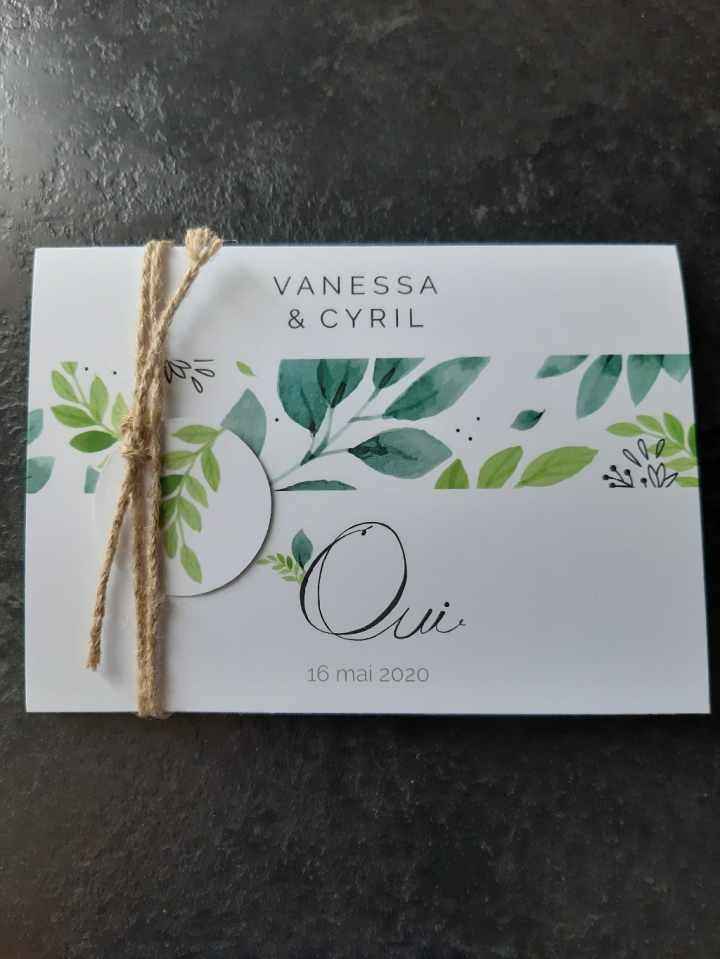 VANESSA
& CYRIL
Oui
16 mai 2020